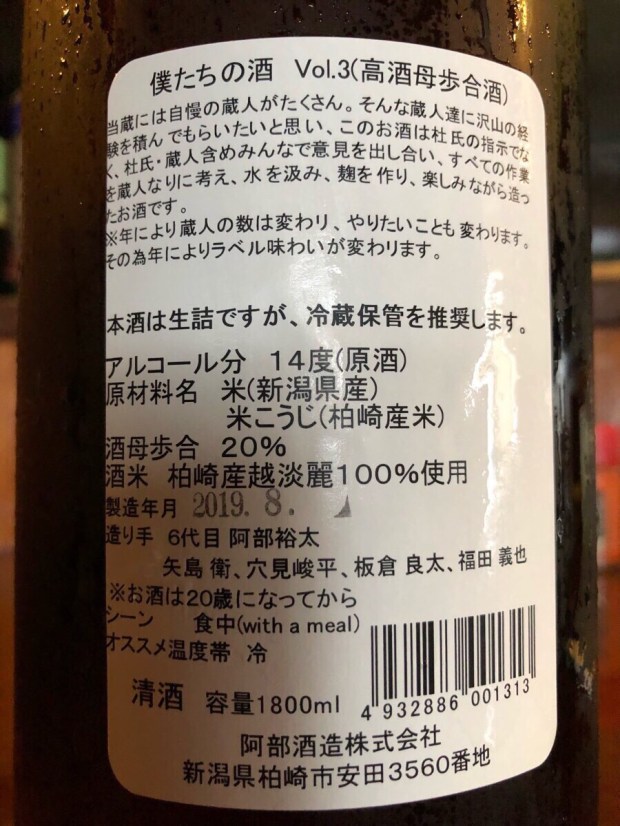 僕たちの酒　Vol.3(高酒母歩合酒)
当蔵には自慢の蔵人がたくさん。そんな蔵人達に沢山の経
験を積んでもらいたいと思い、このお酒は杜氏の指示でな
く、杜氏・蔵人含めみんなで意見を出し合い、すべての作業
を蔵人なりに考え、水を汲み、麹を作り、楽しみながら造っ
たお酒です。
※年により蔵人の数は変わり、やりたいことも変わります。
その為年によりラベル味わいが変わります。
本酒は生詰ですが、冷蔵保管を推奨します。
アルコール分　14度(原酒)
原材料名　米(新潟県産)
米こうじ(柏崎産米)
酒母歩合　20%
酒米　柏崎産越淡麗100%使用
製造年月 2019. 8.
造り手　6代目 阿部裕太
矢島 衛、穴見峻平、板倉 良太、福田 義也
※お酒は20歳になってから
シーン　食中(with a meal)
オススメ温度帯　冷
清酒　容量1800ml
4 932886 001313
阿部酒造株式会社
新潟県柏崎市安田3560番地